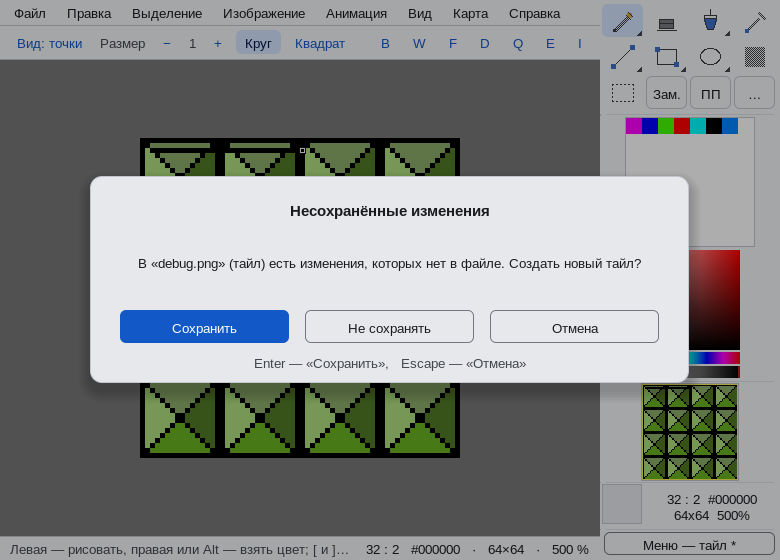 Файл Правка Выделение Изображение Анимация Вид Карта Справка
Вид: точки Размер − 1 + Круг Квадрат B W F D Q E I
Зам. ПП ...
Несохранённые изменения
В «debug.png» (тайл) есть изменения, которых нет в файле. Создать новый тайл?
Сохранить Не сохранять Отмена
Enter — «Сохранить», Escape — «Отмена»
32 : 2 #000000
64x64 500%
Меню — тайл *
Левая — рисовать, правая или Alt — взять цвет; [ и ]… 32 : 2 #000000 · 64×64 · 500 %